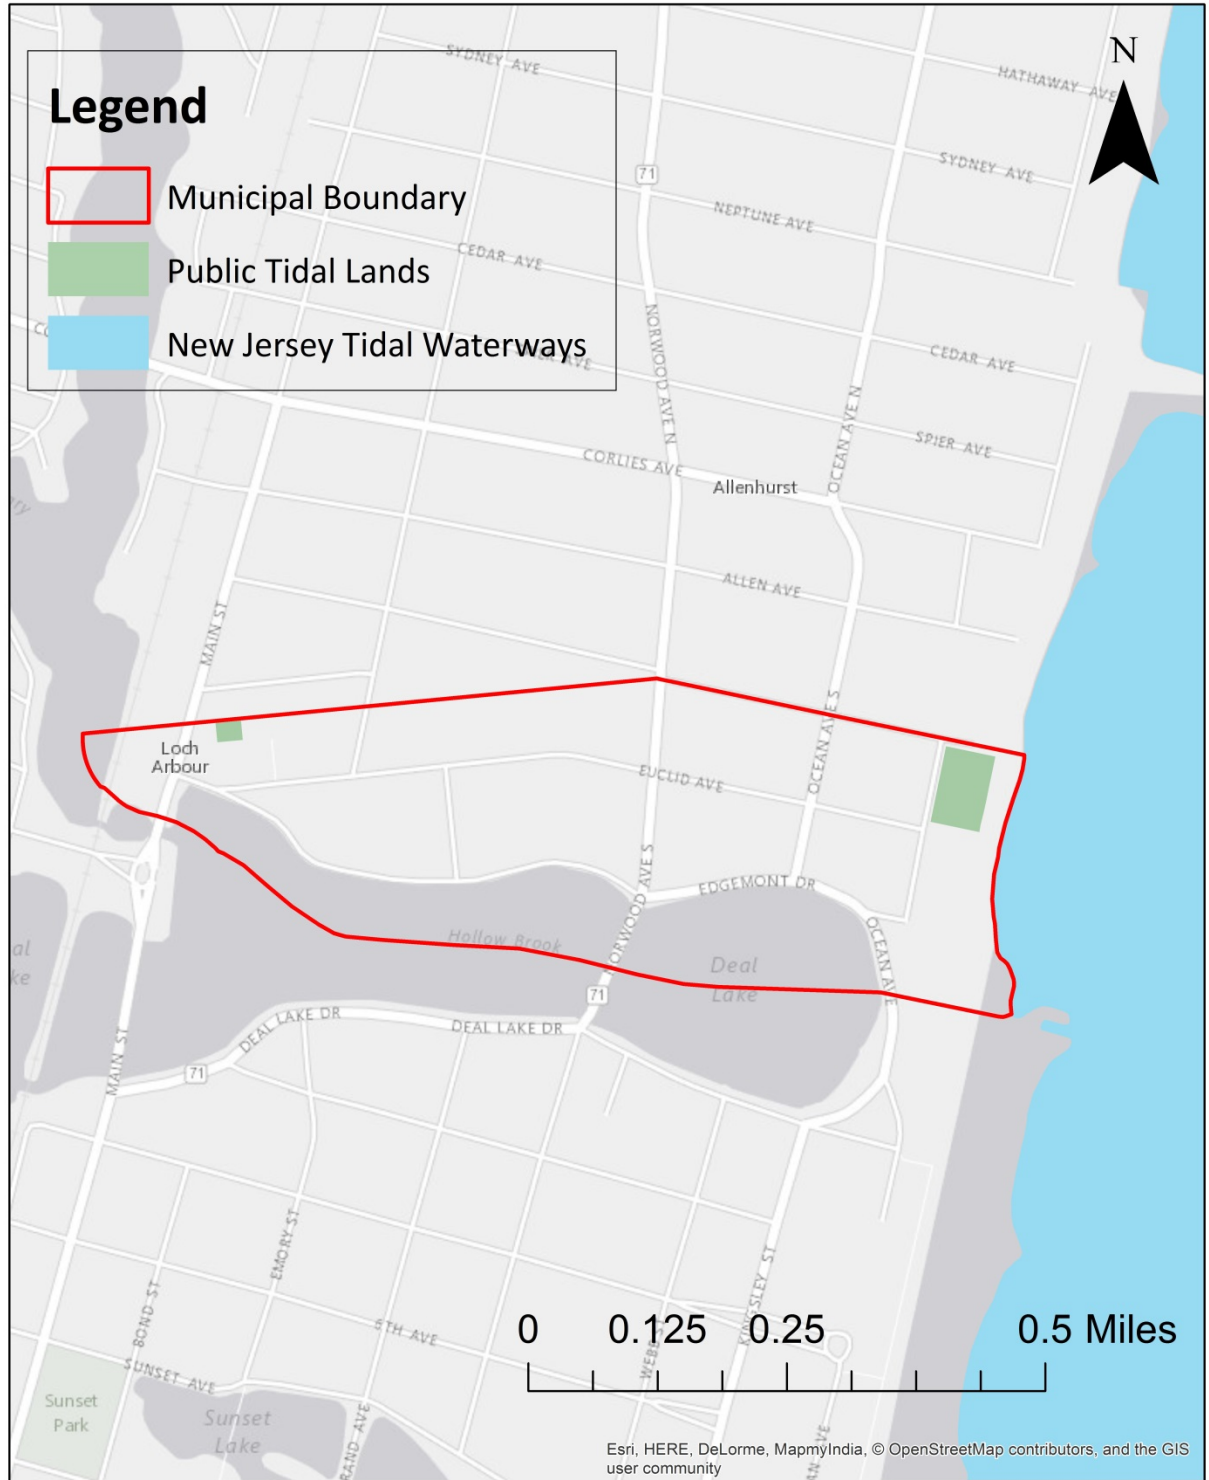 SYDNEY AVE
N
HATHAWAY AVE
Legend
SYDNEY AVE
71
Municipal Boundary
NEPTUNE AVE
CEDAR AVE
Public Tidal Lands
New Jersey Tidal Waterways
NORWOOD AVE N
CEDAR AVE
OCEAN AVE N
SPIER AVE
CORLIES AVE
Allenhurst
ALLEN AVE
MAIN ST
OCEAN AVE S
Loch
Arbour
EUCLID AVE
NORWOOD AVE S
EDGEMONT DR
OCEAN AVE
Hollow Brook
Deal
Lake
71
DEAL LAKE DR
DEAL LAKE DR
MAIN ST
71
EMORY ST
BOND ST
KINGSLEY ST
0 0.125 0.25 0.5 Miles
6TH AVE
WEBB ST
SUNSET AVE
Sunset
Park
Sunset
Lake
Esri, HERE, DeLorme, MapmyIndia, © OpenStreetMap contributors, and the GIS
user community